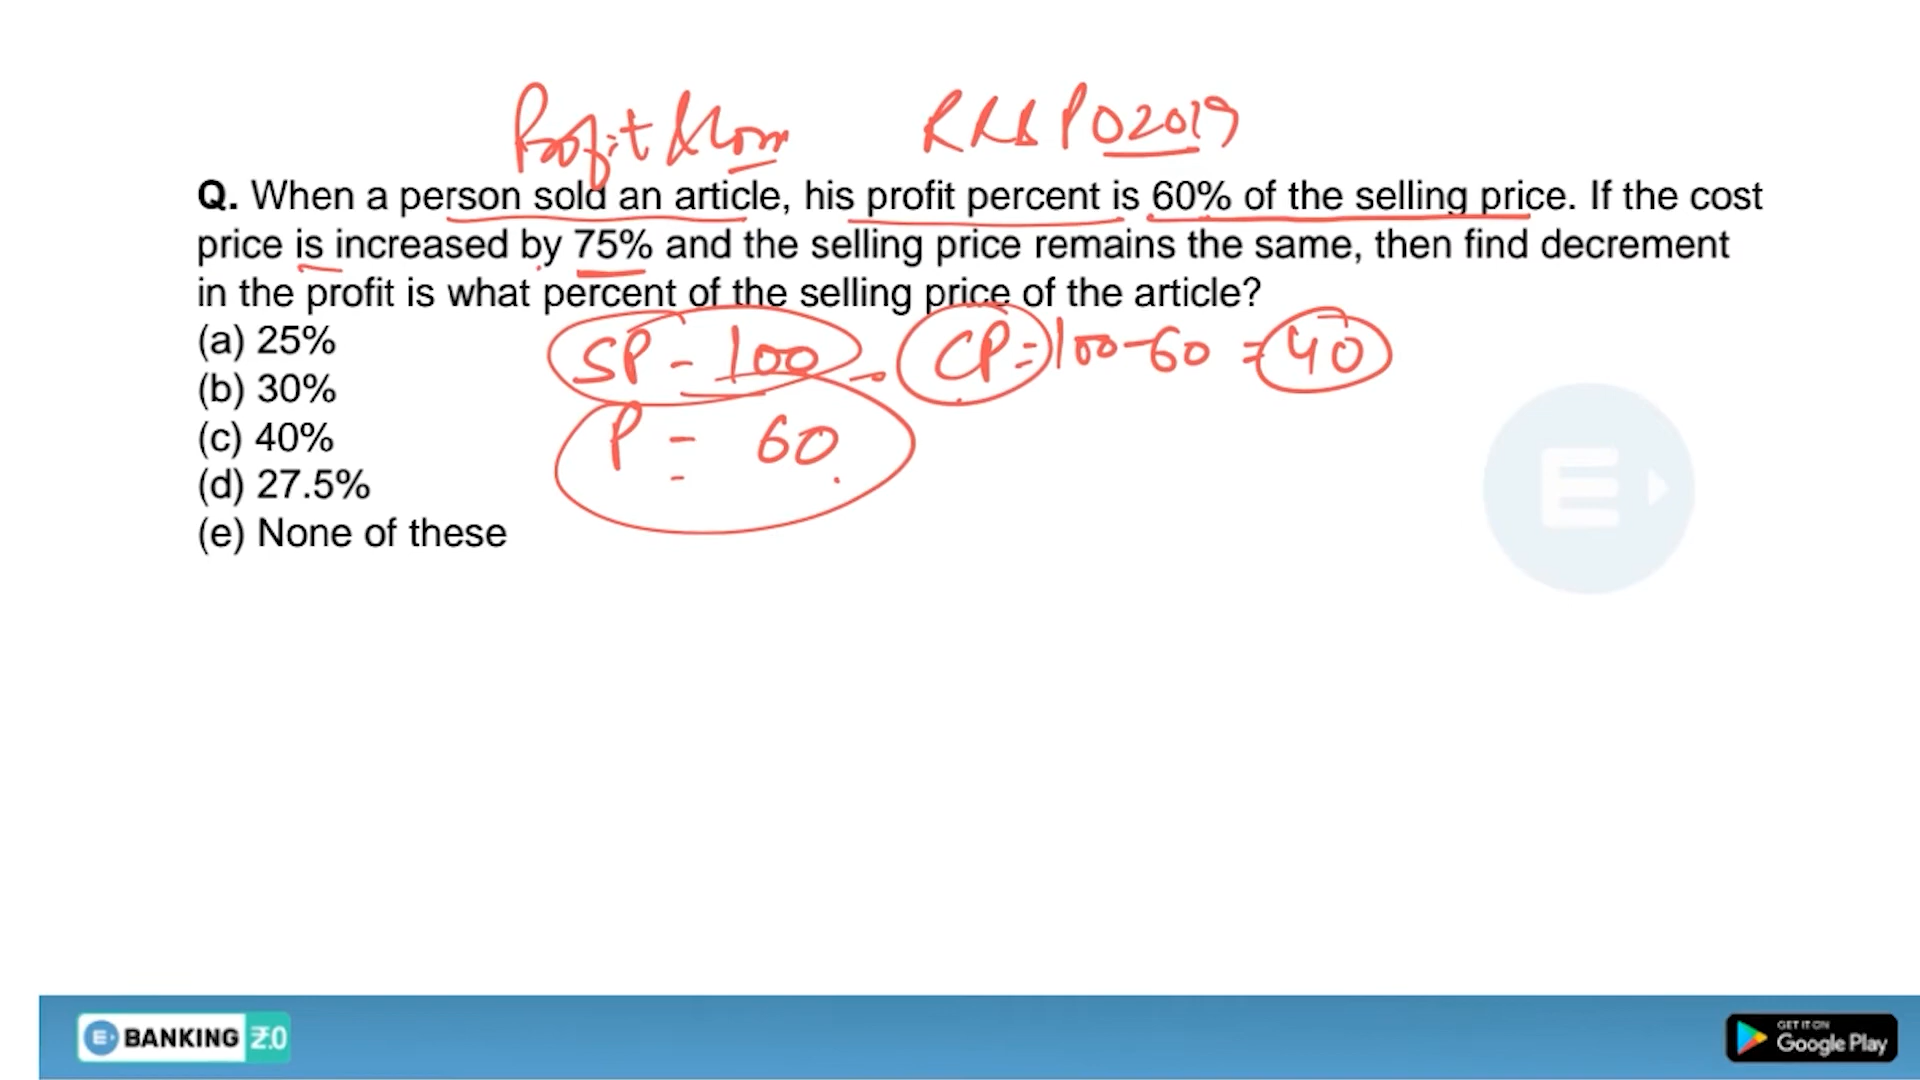 Profit & Loss RRB PO 2019
Q. When a person sold an article, his profit percent is 60% of the selling price. If the cost
price is increased by 75% and the selling price remains the same, then find decrement
in the profit is what percent of the selling price of the article?
(a) 25%
(b) 30%
(c) 40%
(d) 27.5%
(e) None of these
SP - 100 CP = 100-60 = 40
P = 60
E
E BANKING 2.0
GET IT ON
Google Play